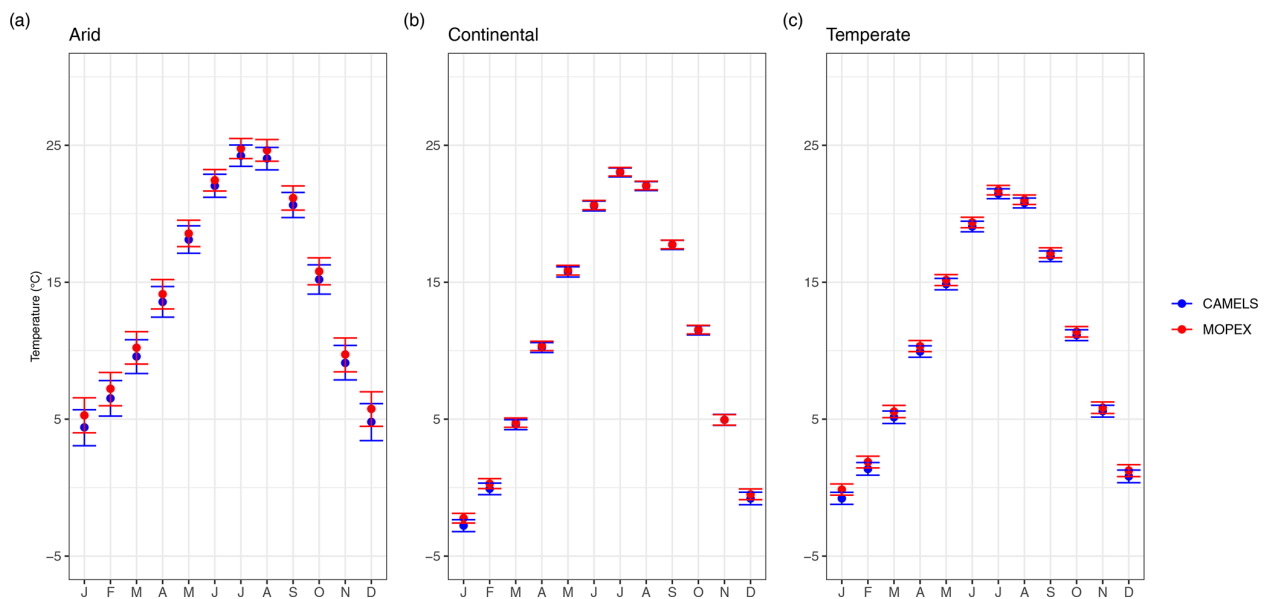 (a)
Arid
(b)
Continental
(c)
Temperate
Temperature (°C)
25
15
5
−5
J F M A M J J A S O N D
25
15
5
−5
J F M A M J J A S O N D
25
15
5
−5
J F M A M J J A S O N D
CAMELS
MOPEX